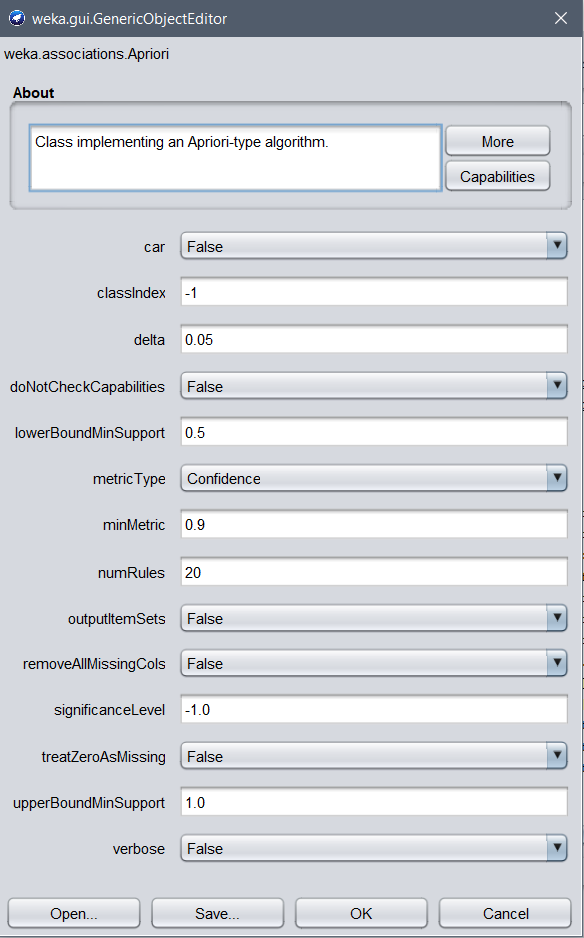 weka.gui.GenericObjectEditor
weka.associations.Apriori
About
Class implementing an Apriori-type algorithm.
More
Capabilities
car False
classIndex -1
delta 0.05
doNotCheckCapabilities False
lowerBoundMinSupport 0.5
metricType Confidence
minMetric 0.9
numRules 20
outputItemSets False
removeAllMissingCols False
significanceLevel -1.0
treatZeroAsMissing False
upperBoundMinSupport 1.0
verbose False
Open... Save... OK Cancel